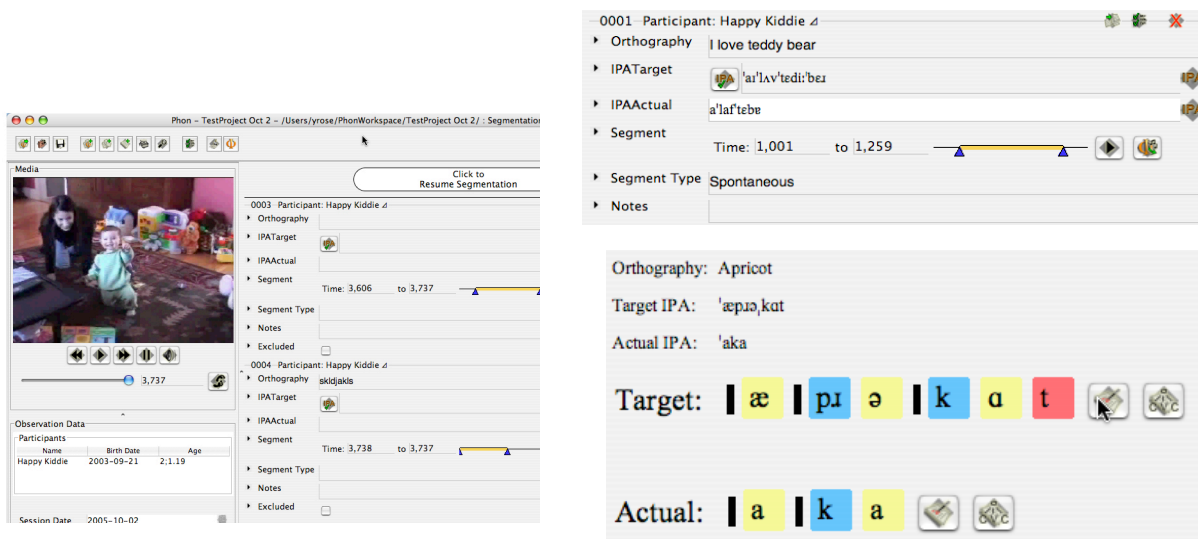 Phon - TestProject Oct 2 - /Users/yrose/PhonWorkspace/TestProject Oct 2/ : Segmentation
Media
3,737
Observation Data
Participants
Name Birth Date Age
Happy Kiddie 2003-09-21 2;1.19
Session Date 2005-10-02
Click to
Resume Segmentation
0003 Participant: Happy Kiddie
Orthography
IPATarget
IPAActual
Segment
Time: 3,606 to 3,737
Segment Type
Notes
Excluded
0004 Participant: Happy Kiddie
Orthography skldjakls
IPATarget
IPAActual
Segment
Time: 3,738 to 3,737
Segment Type
Notes
Excluded
0001 Participant: Happy Kiddie
Orthography I love teddy bear
IPATarget IPA ˈaɪˈlʌvˈtɛdiːˈbɛɹ
IPAActual aˈlafˈtɛbɐ
Segment
Time: 1,001 to 1,259
Segment Type Spontaneous
Notes
Orthography: Apricot
Target IPA: ˈæpɹəˌkɑt
Actual IPA: ˈaka
Target: æ pɹ ə k ɑ t
Actual: a k a